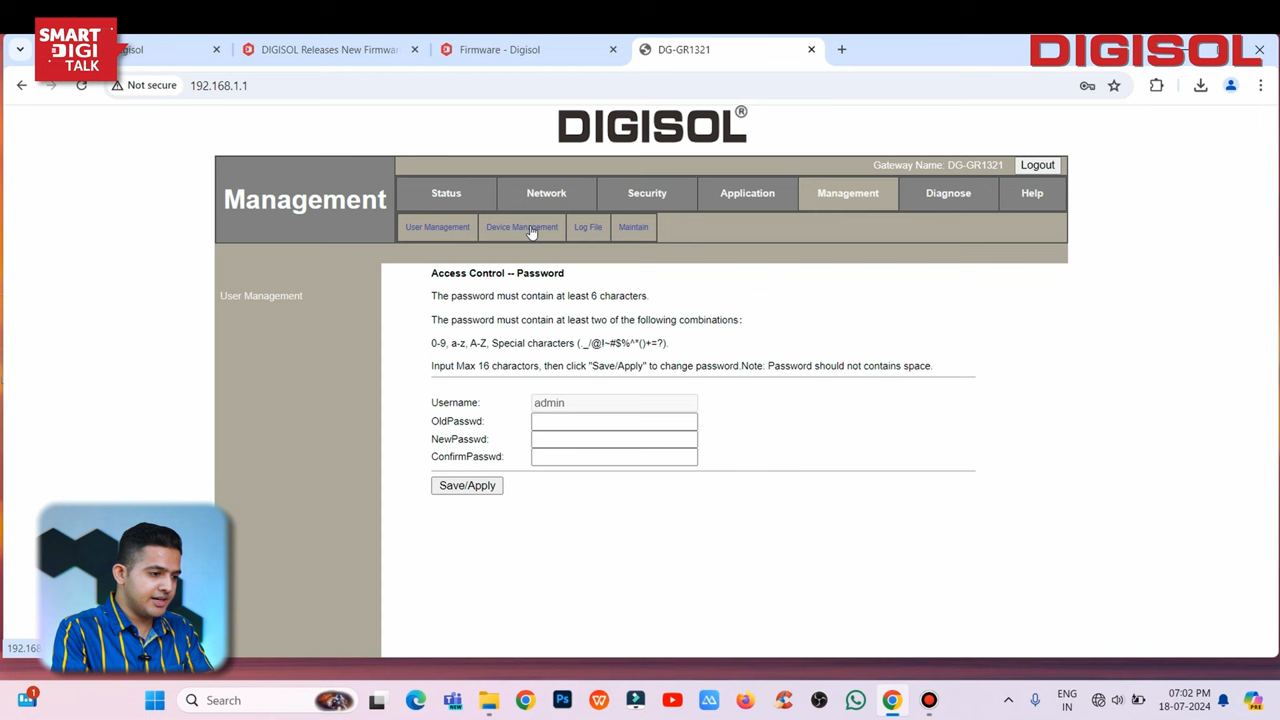 SMART
DIGI
TALK
DIGISOL
DIGISOL Releases New Firmwar
Firmware - Digisol
DG-GR1321
Not secure
192.168.1.1
DIGISOL®
Gateway Name: DG-GR1321
Logout
Management
Status
Network
Security
Application
Management
Diagnose
Help
User Management
Device Management
Log File
Maintain
User Management
Access Control -- Password
The password must contain at least 6 characters.
The password must contain at least two of the following combinations:
0-9, a-z, A-Z, Special characters (._/@!~#$%^*()+=?).
Input Max 16 charactors, then click "Save/Apply" to change password.Note: Password should not contains space.
Username:
admin
OldPasswd:
NewPasswd:
ConfirmPasswd:
Save/Apply
192.168
1
Search
ENG
IN
07:02 PM
18-07-2024